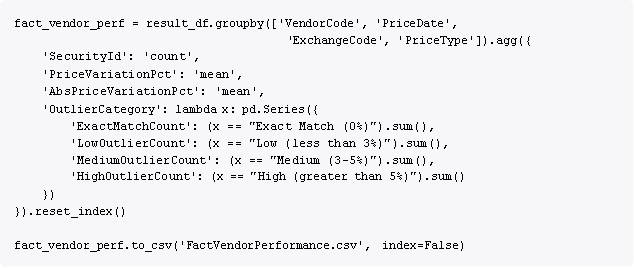 fact_vendor_perf = result_df.groupby(['VendorCode', 'PriceDate',
                                      'ExchangeCode', 'PriceType']).agg({
    'SecurityId': 'count',
    'PriceVariationPct': 'mean',
    'AbsPriceVariationPct': 'mean',
    'OutlierCategory': lambda x: pd.Series({
        'ExactMatchCount': (x == "Exact Match (0%)").sum(),
        'LowOutlierCount': (x == "Low (less than 3%)").sum(),
        'MediumOutlierCount': (x == "Medium (3-5%)").sum(),
        'HighOutlierCount': (x == "High (greater than 5%)").sum()
    })
}).reset_index()
fact_vendor_perf.to_csv('FactVendorPerformance.csv', index=False)